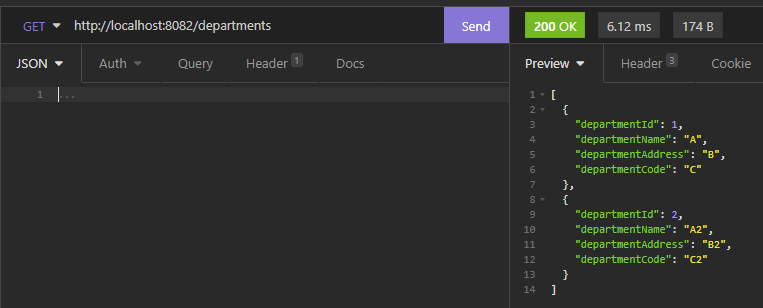 GET http://localhost:8082/departments Send 200 OK 6.12 ms 174 B
JSON Auth Query Header 1 Docs Preview Header 3 Cookie
1 ...
1 [
2 {
3 "departmentId": 1,
4 "departmentName": "A",
5 "departmentAddress": "B",
6 "departmentCode": "C"
7 },
8 {
9 "departmentId": 2,
10 "departmentName": "A2",
11 "departmentAddress": "B2",
12 "departmentCode": "C2"
13 }
14 ]